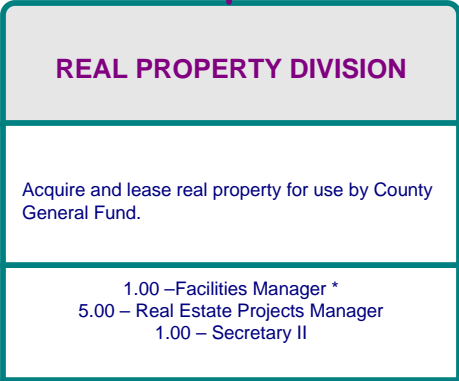 REAL PROPERTY DIVISION
Acquire and lease real property for use by County
General Fund.
1.00 –Facilities Manager *
5.00 – Real Estate Projects Manager
1.00 – Secretary II